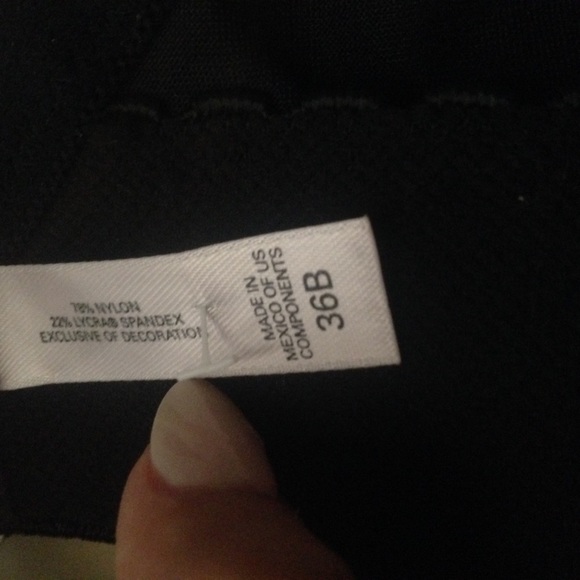 78% NYLON
22% LYCRA® SPANDEX
EXCLUSIVE OF DECORATION
MADE IN
MEXICO OF US
COMPONENTS
36B